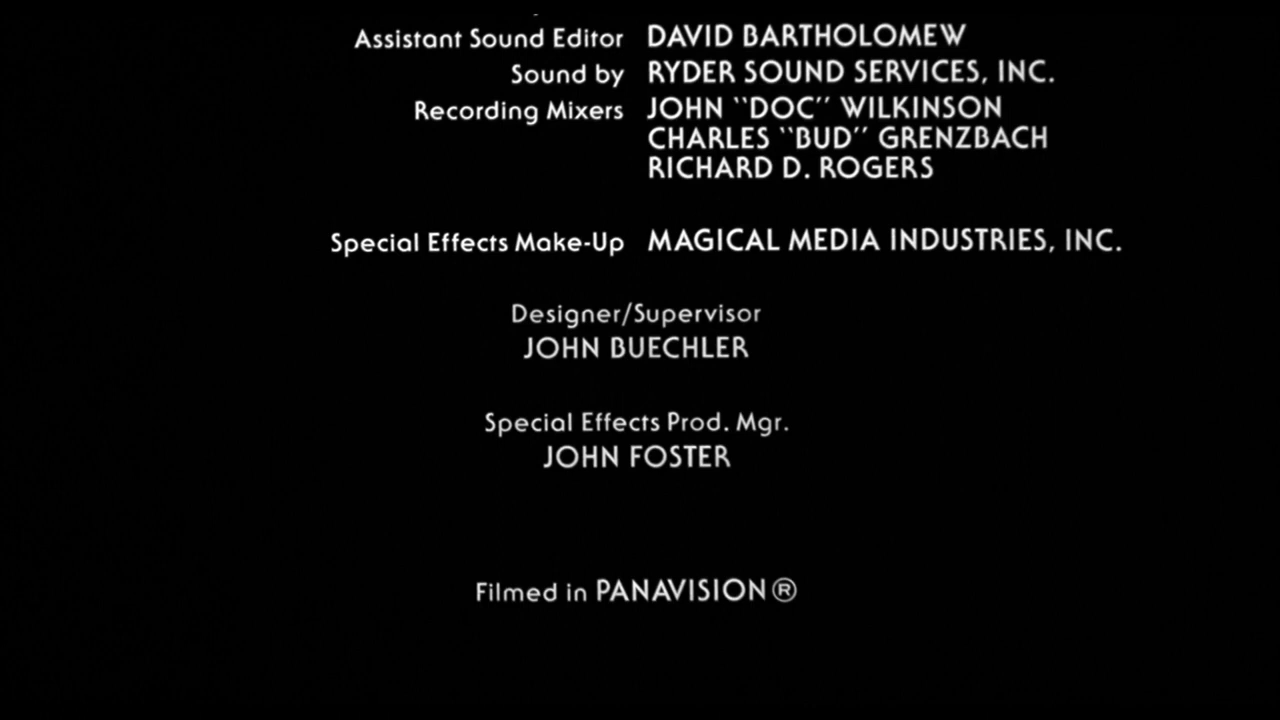 Assistant Sound Editor DAVID BARTHOLOMEW
Sound by RYDER SOUND SERVICES, INC.
Recording Mixers JOHN "DOC" WILKINSON
CHARLES "BUD" GRENZBACH
RICHARD D. ROGERS
Special Effects Make-Up MAGICAL MEDIA INDUSTRIES, INC.
Designer/Supervisor
JOHN BUECHLER
Special Effects Prod. Mgr.
JOHN FOSTER
Filmed in PANAVISION®